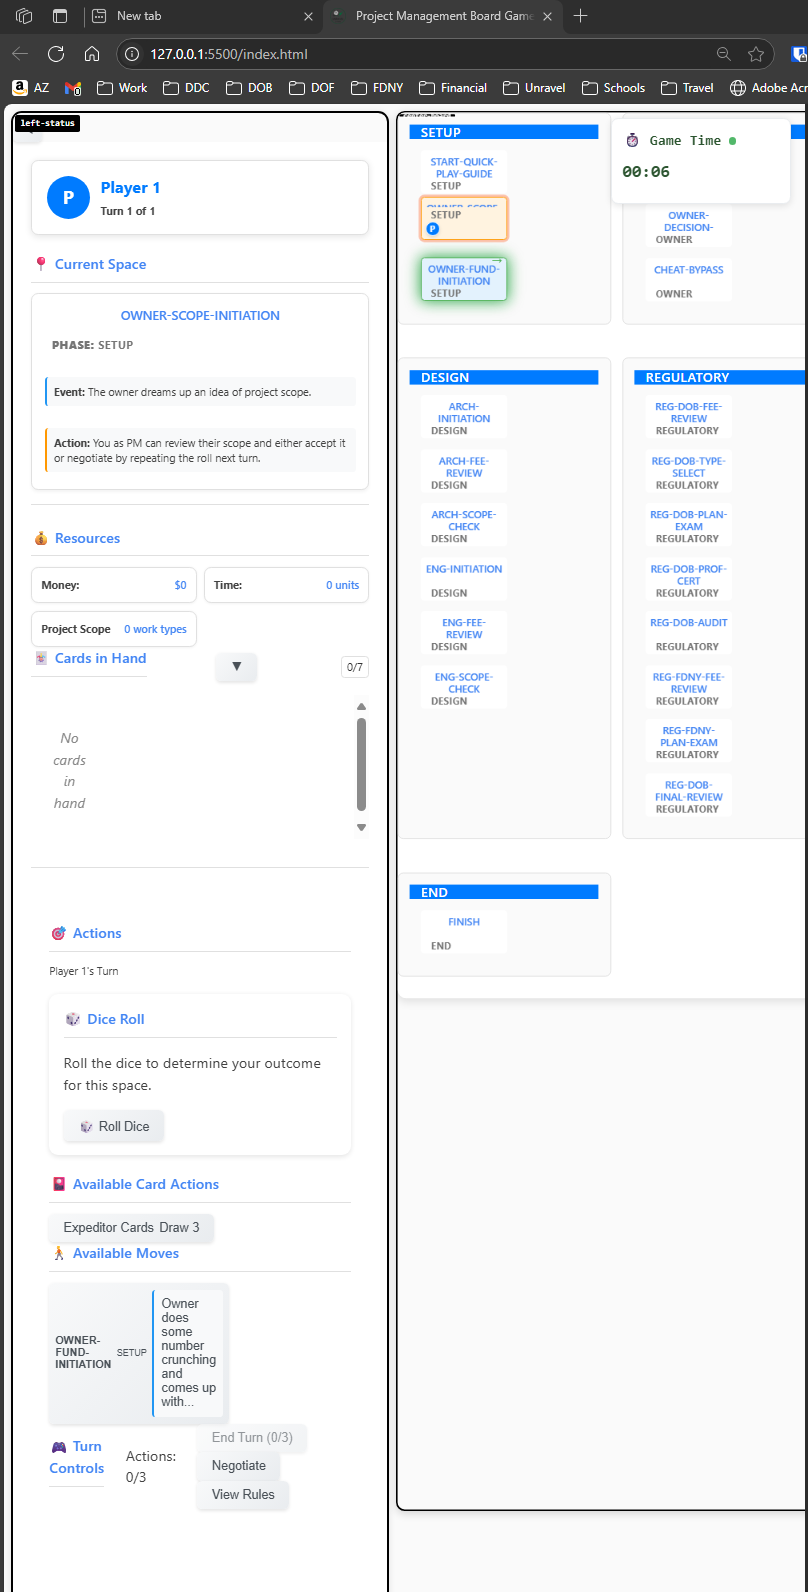 New tab
Project Management Board Game
127.0.0.1:5500/index.html
AZ
Work
DDC
DOB
DOF
FDNY
Financial
Unravel
Schools
Travel
Adobe Acr
left-status
P
Player 1
Turn 1 of 1
Current Space
OWNER-SCOPE-INITIATION
PHASE: SETUP
Event: The owner dreams up an idea of project scope.
Action: You as PM can review their scope and either accept it
or negotiate by repeating the roll next turn.
Resources
Money: $0
Time: 0 units
Project Scope 0 work types
Cards in Hand
▼
0/7
No
cards
in
hand
Actions
Player 1's Turn
Dice Roll
Roll the dice to determine your outcome
for this space.
Roll Dice
Available Card Actions
Expeditor Cards Draw 3
Available Moves
OWNER-
FUND-
INITIATION
SETUP
Owner
does
some
number
crunching
and
comes up
with...
Turn
Controls
Actions:
0/3
End Turn (0/3)
Negotiate
View Rules
SETUP
START-QUICK-
PLAY-GUIDE
SETUP
OWNER-SCOPE-
SETUP
P
→
OWNER-FUND-
INITIATION
SETUP
Game Time
00:06
OWNER-
DECISION-
OWNER
CHEAT-BYPASS
OWNER
DESIGN
ARCH-
INITIATION
DESIGN
ARCH-FEE-
REVIEW
DESIGN
ARCH-SCOPE-
CHECK
DESIGN
ENG-INITIATION
DESIGN
ENG-FEE-
REVIEW
DESIGN
ENG-SCOPE-
CHECK
DESIGN
REGULATORY
REG-DOB-FEE-
REVIEW
REGULATORY
REG-DOB-TYPE-
SELECT
REGULATORY
REG-DOB-PLAN-
EXAM
REGULATORY
REG-DOB-PROF-
CERT
REGULATORY
REG-DOB-AUDIT
REGULATORY
REG-FDNY-FEE-
REVIEW
REGULATORY
REG-FDNY-
PLAN-EXAM
REGULATORY
REG-DOB-
FINAL-REVIEW
REGULATORY
END
FINISH
END